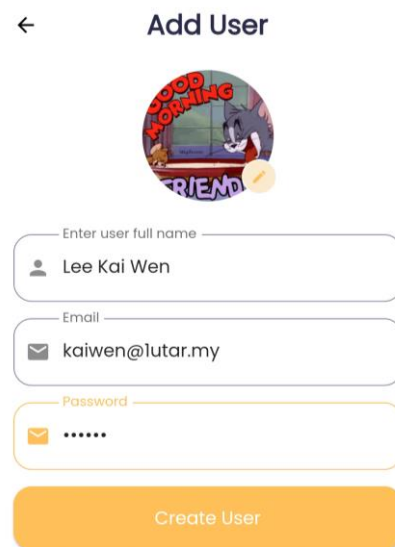 Add User
GOOD
MORNING
FRIEND
Enter user full name
Lee Kai Wen
Email
kaiwen@1utar.my
Password
••••••
Create User